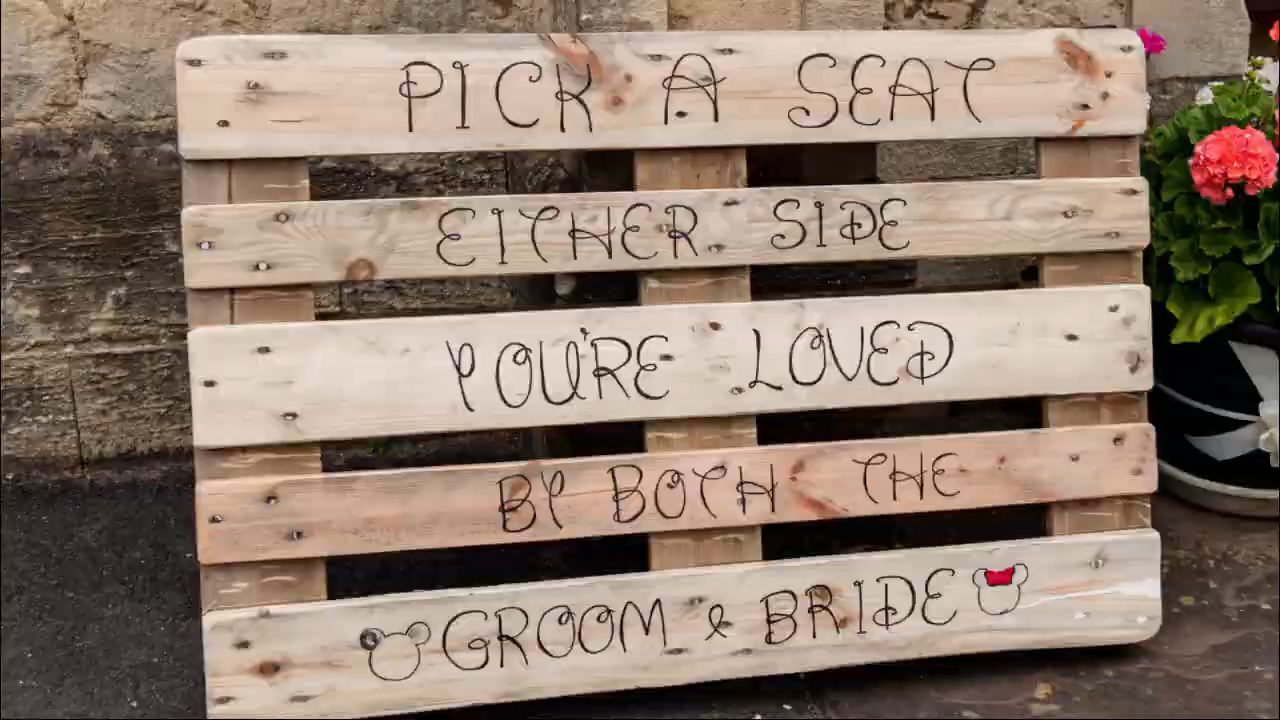 PICK A SEAT
EITHER SIDE
YOU'RE LOVED
BY BOTH THE
GROOM & BRIDE